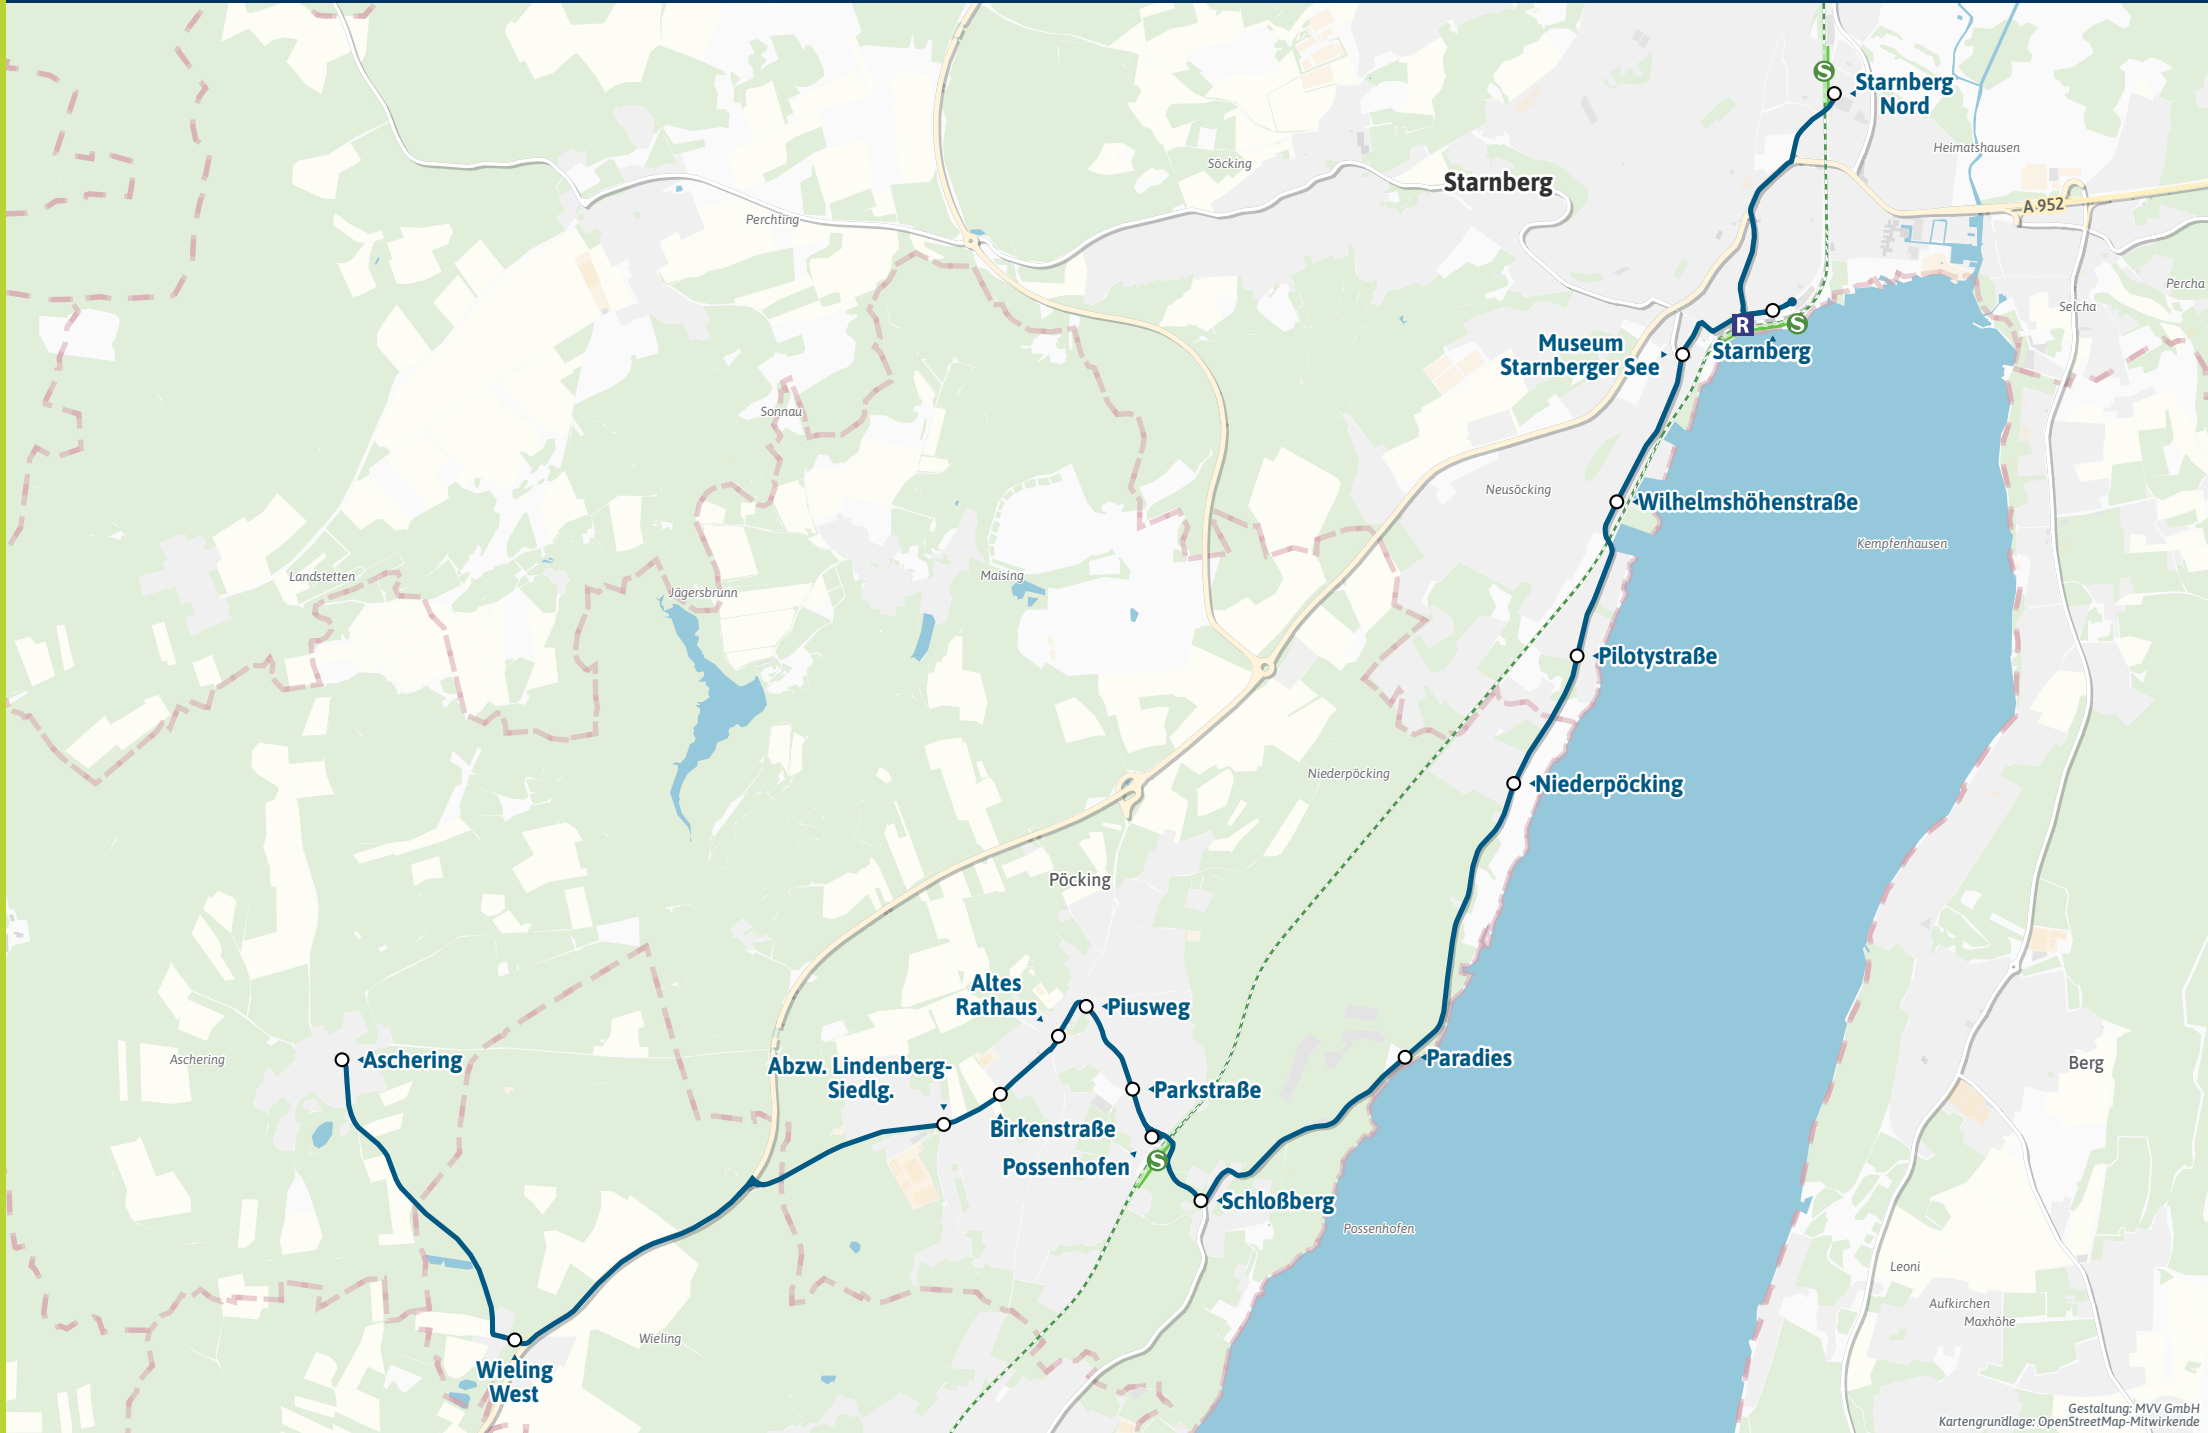 S
Starnberg
Nord
Heimatshausen
Söcking
Starnberg
A 952
Perchting
Percha
Selcha
R
S
Museum
Starnberger See
Starnberg
Sonnau
Neusöcking
Wilhelmshöhenstraße
Kempfenhausen
Landstetten
Maising
Jägersbrunn
Pilotystraße
Niederpöcking
Niederpöcking
Pöcking
Altes
Rathaus
Piusweg
Aschering
Aschering
Abzw. Lindenberg-
Siedlg.
Parkstraße
Paradies
Berg
Birkenstraße
Possenhofen
S
Schloßberg
Possenhofen
Leoni
Aufkirchen
Maxhöhe
Wieling
Wieling
West
Gestaltung: MVV GmbH
Kartengrundlage: OpenStreetMap-Mitwirkende